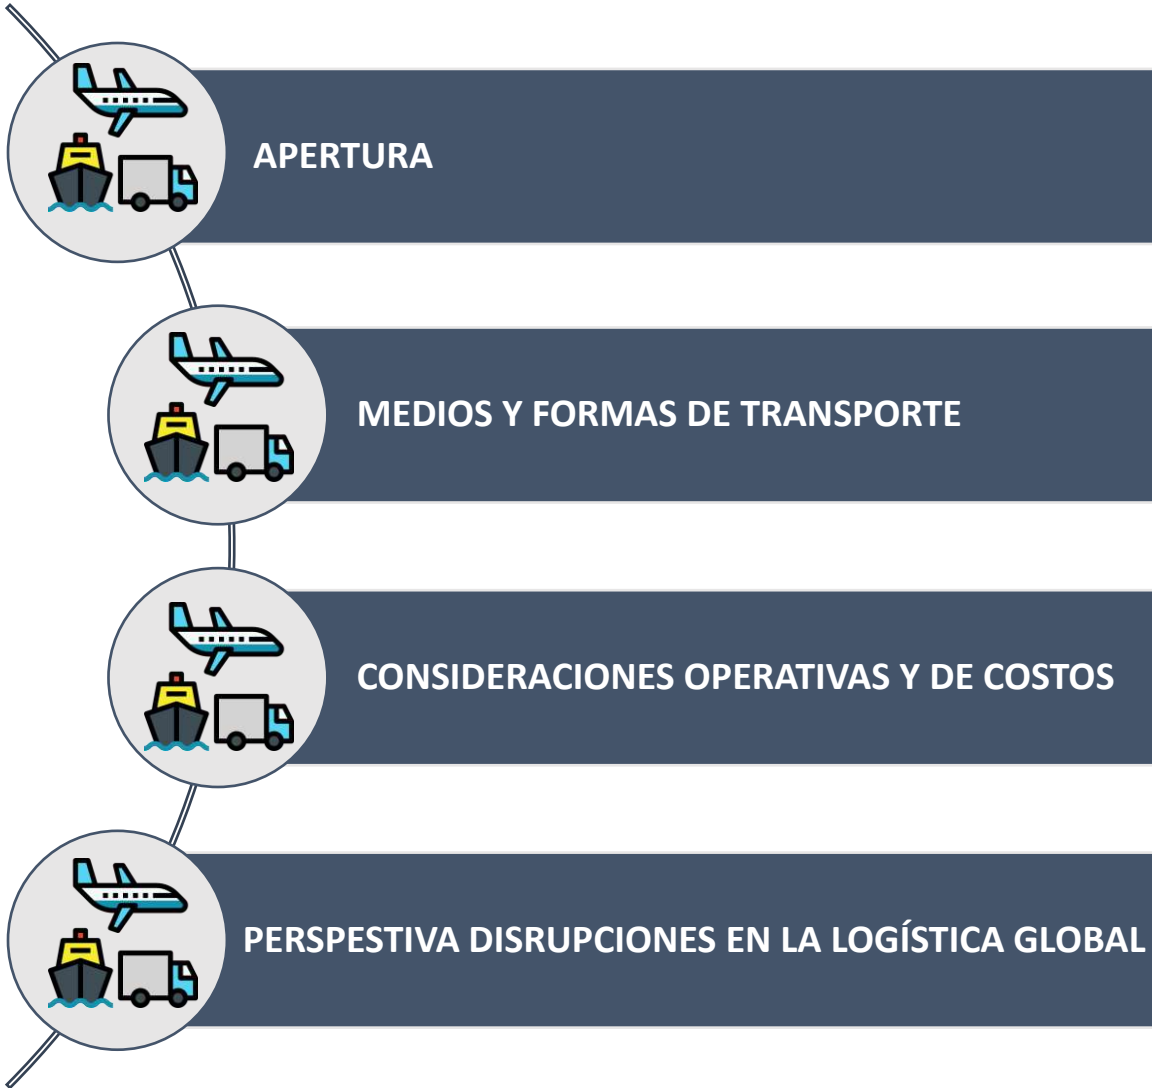 APERTURA
MEDIOS Y FORMAS DE TRANSPORTE
CONSIDERACIONES OPERATIVAS Y DE COSTOS
PERSPESTIVA DISRUPCIONES EN LA LOGÍSTICA GLOBAL